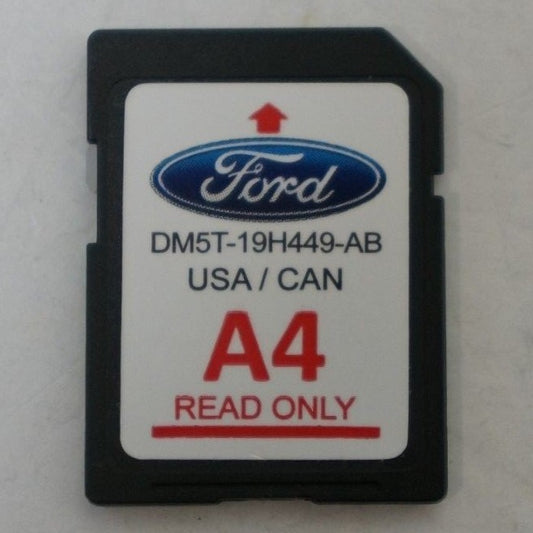 Ford
DM5T-19H449-AB
USA / CAN
A4
READ ONLY